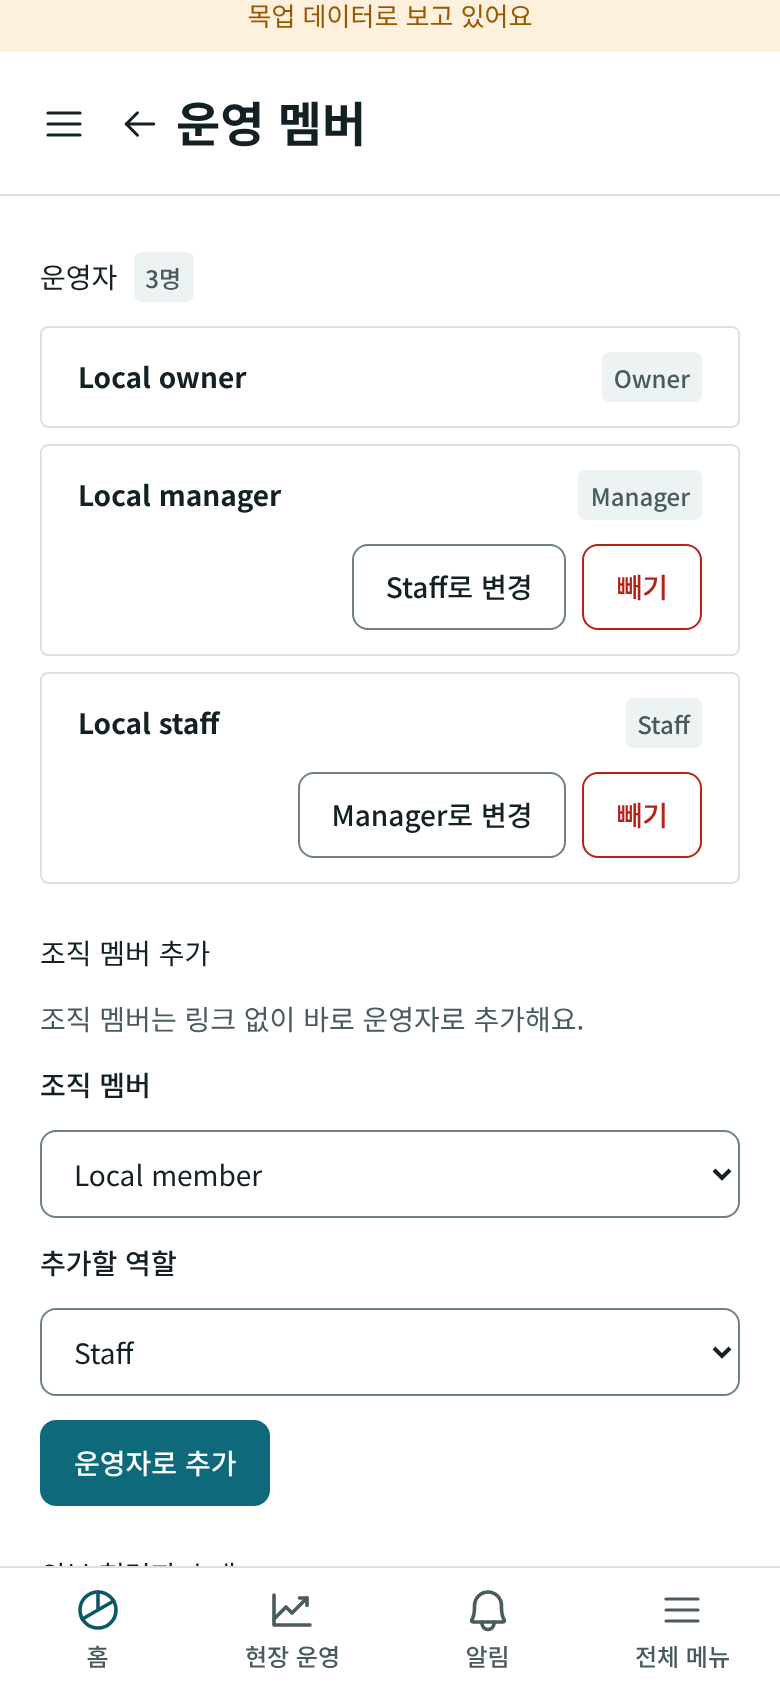 목업 데이터로 보고 있어요
운영 멤버
운영자 3명
Local owner Owner
Local manager Manager
Staff로 변경 빼기
Local staff Staff
Manager로 변경 빼기
조직 멤버 추가
조직 멤버는 링크 없이 바로 운영자로 추가해요.
조직 멤버
Local member
추가할 역할
Staff
운영자로 추가
홈 현장 운영 알림 전체 메뉴